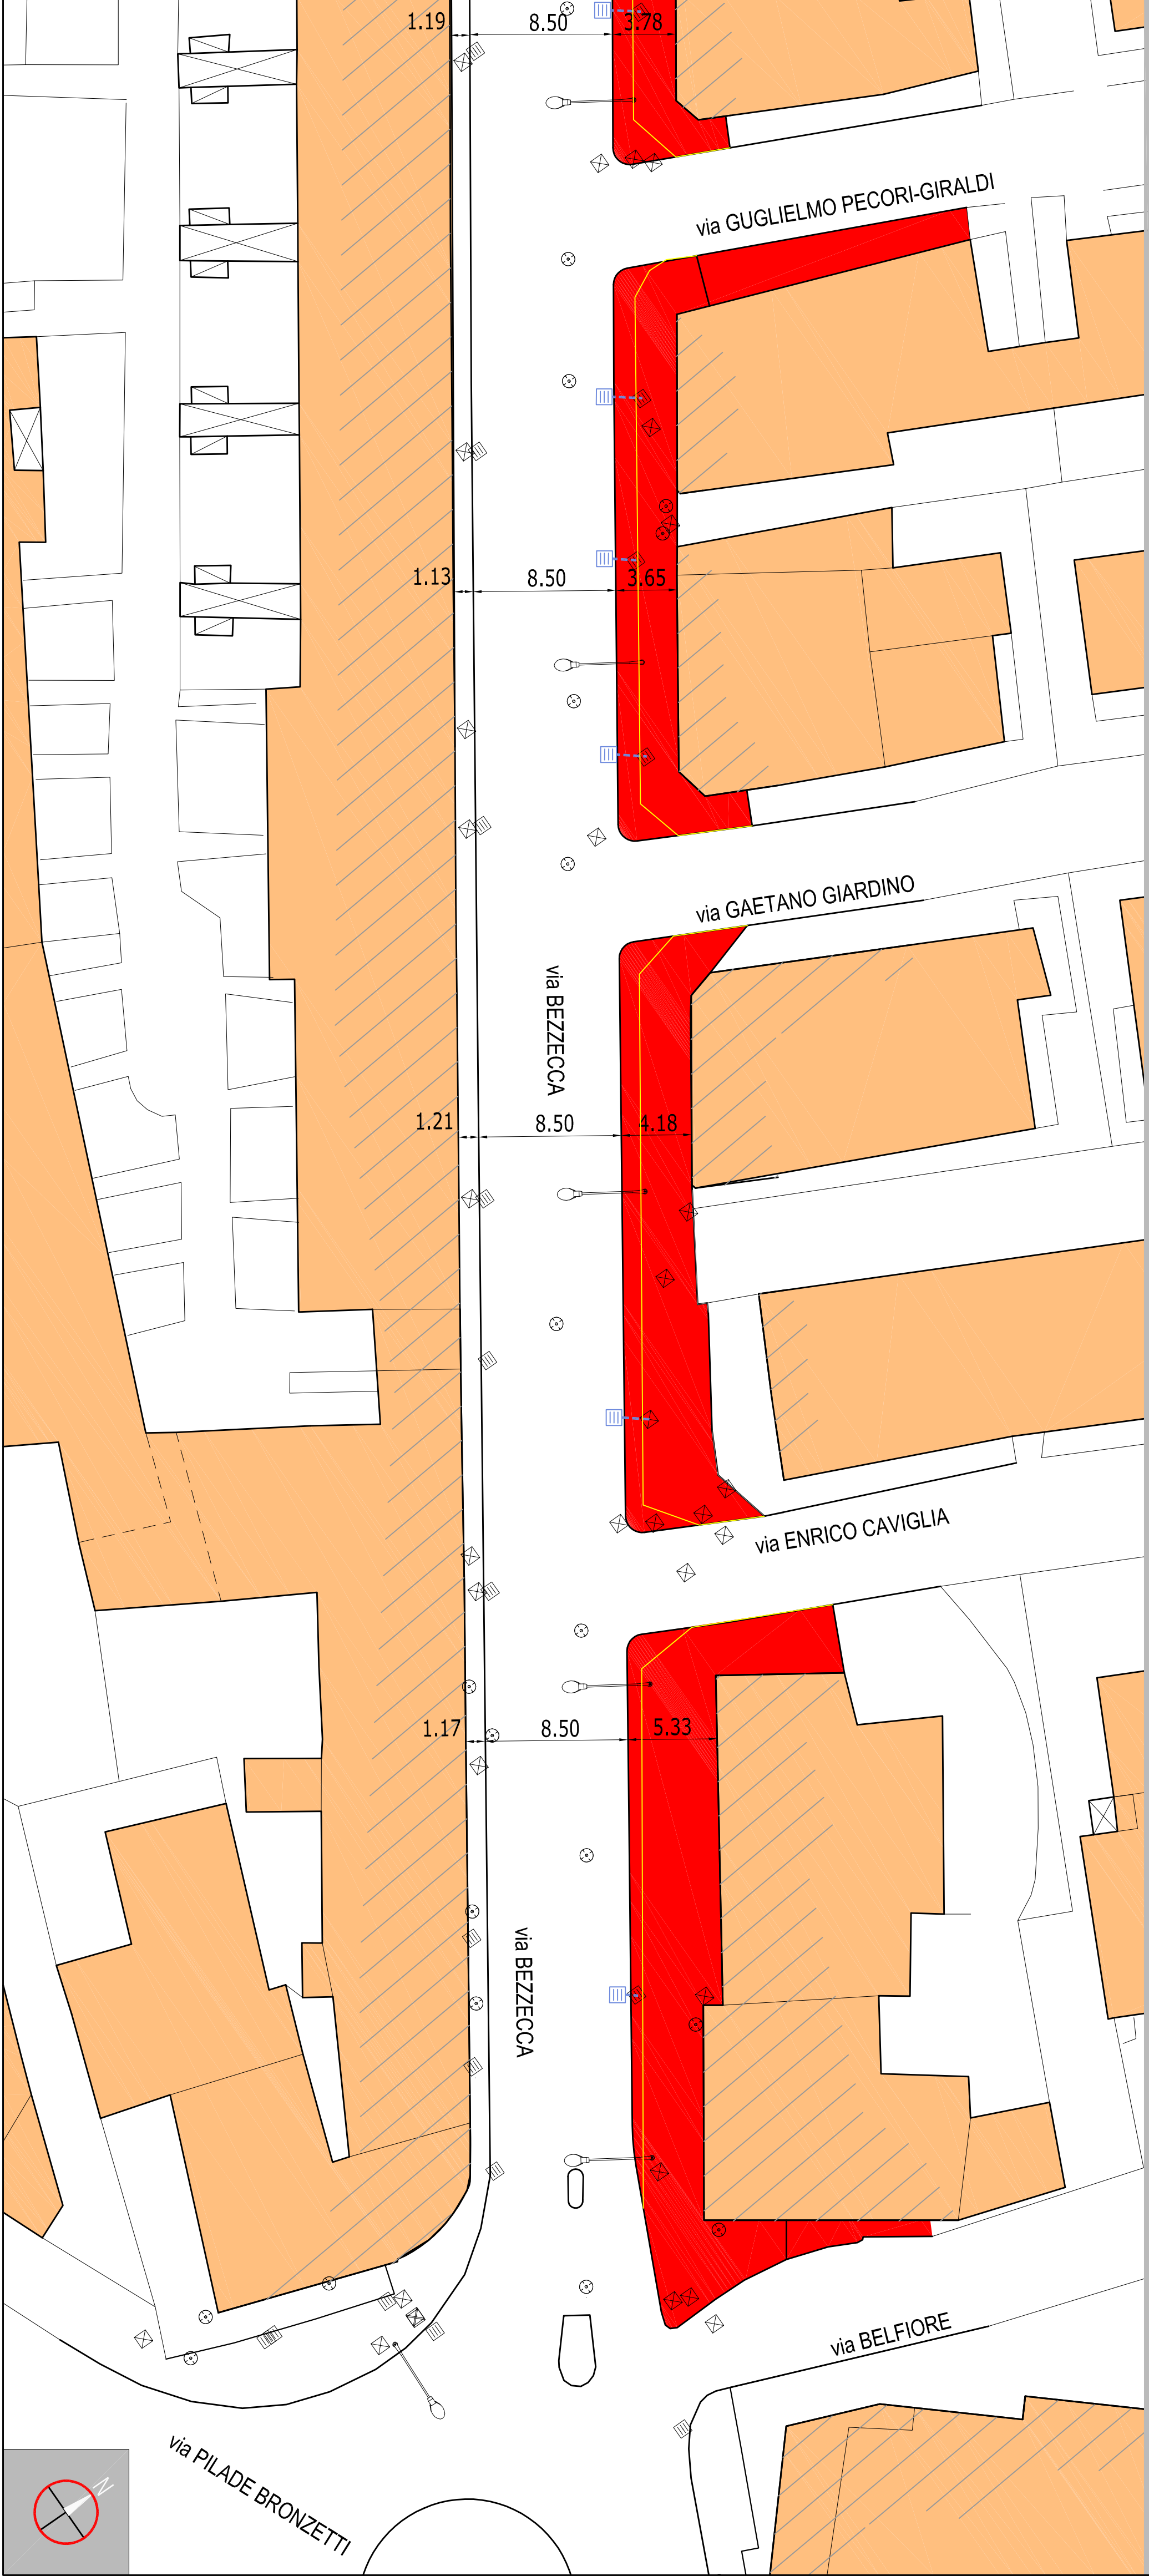 1.19 8.50 3.78
via GUGLIELMO PECORI-GIRALDI
1.13 8.50 3.65
via GAETANO GIARDINO
via BEZZECCA
1.21 8.50 4.18
via ENRICO CAVIGLIA
1.17 8.50 5.33
via BEZZECCA
via BELFIORE
via PILADE BRONZETTI
N